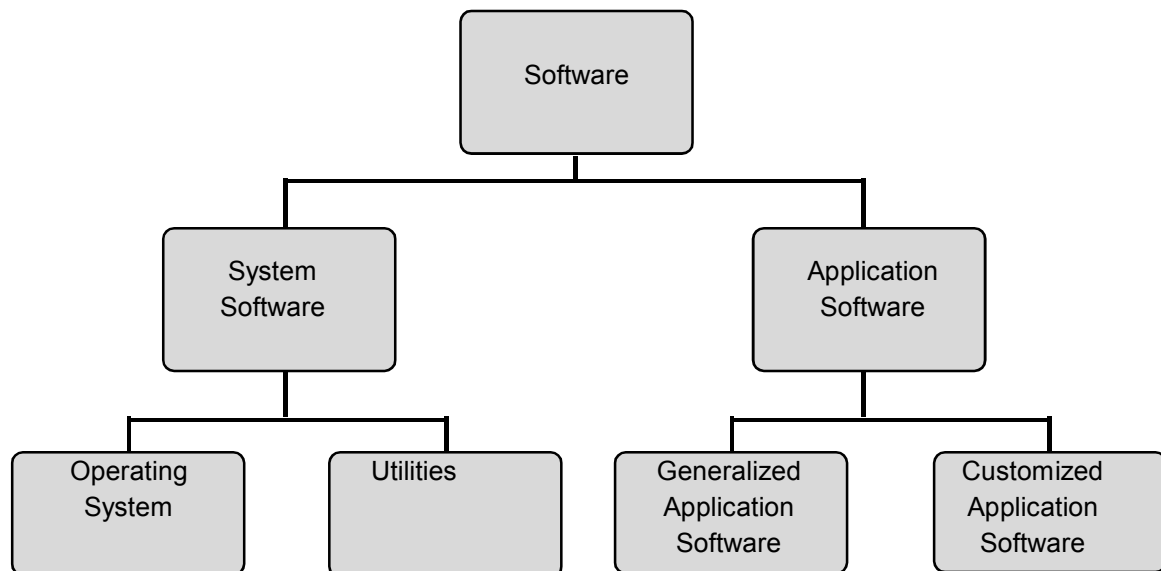 Software
System
Software
Application
Software
Operating
System
Utilities
Generalized
Application
Software
Customized
Application
Software